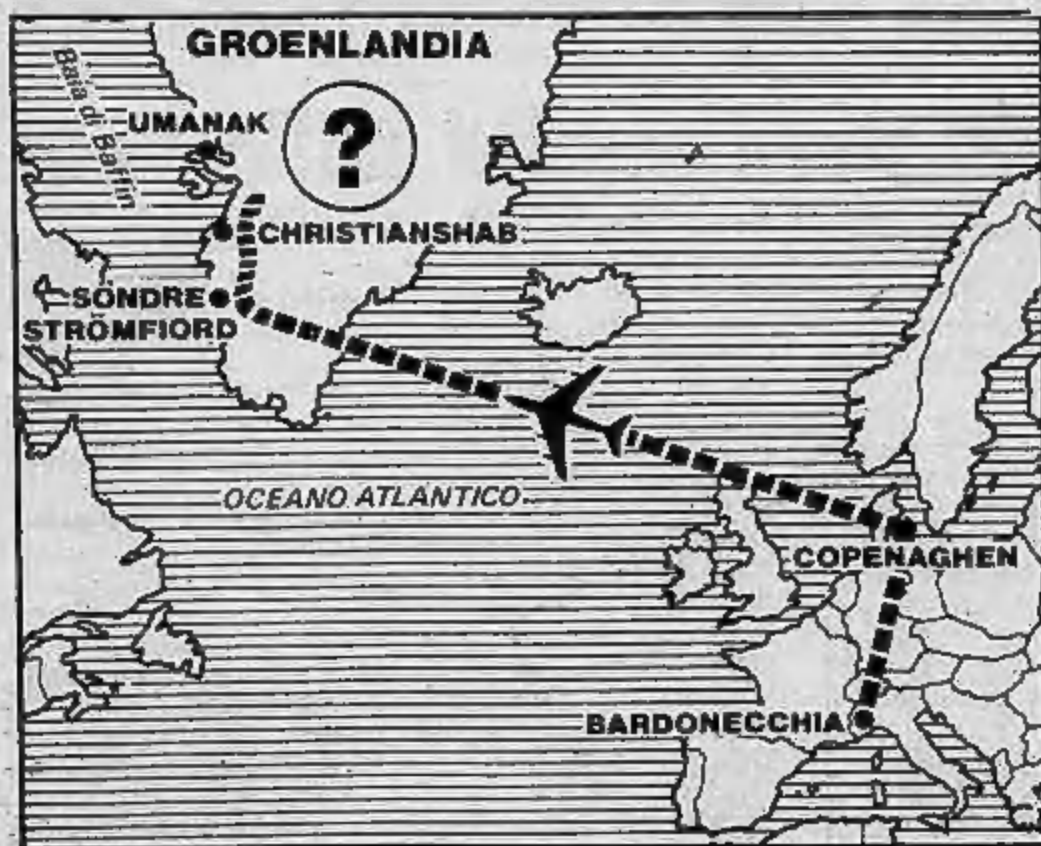 GROENLANDIA
Baia di Baffin
UMANAK
?
CHRISTIANSHAB
SÖNDRE
STRÖMFIORD
OCEANO ATLANTICO
COPENAGHEN
BARDONECCHIA